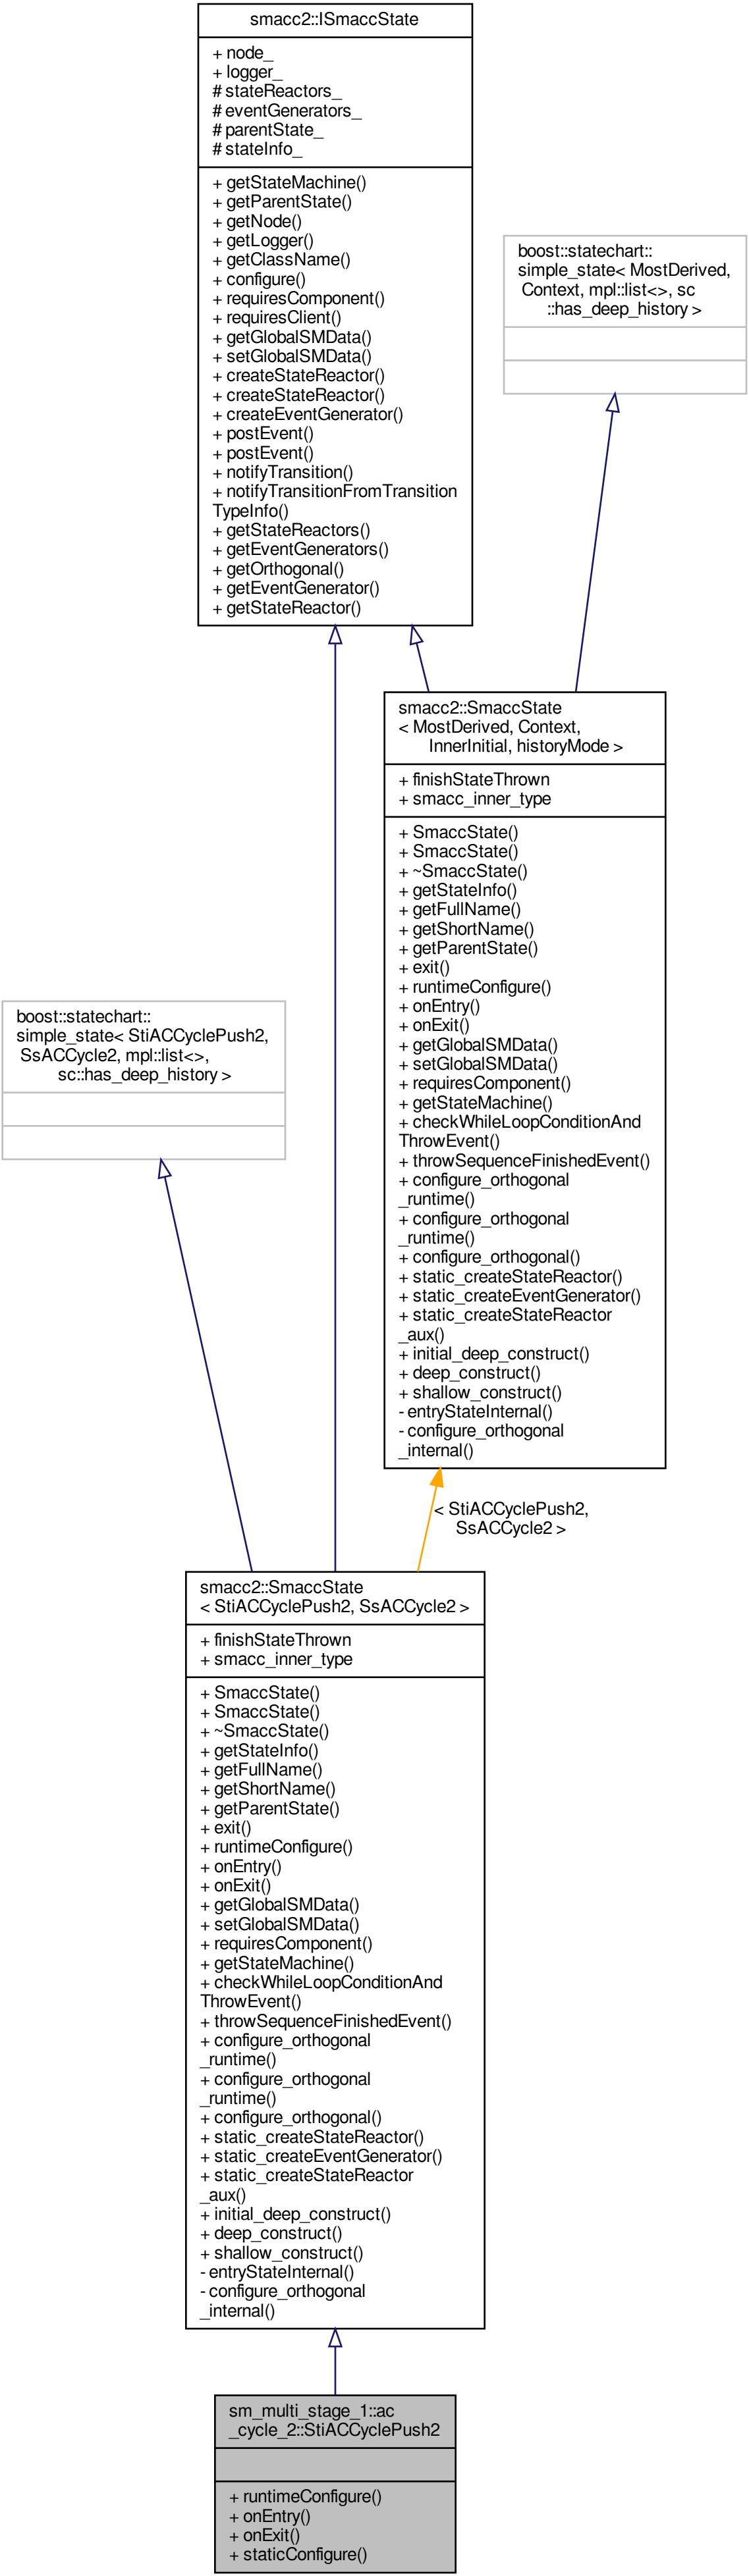 smacc2::ISmaccState
+ node_
+ logger_
# stateReactors_
# eventGenerators_
# parentState_
# stateInfo_
+ getStateMachine()
+ getParentState()
+ getNode()
+ getLogger()
+ getClassName()
+ configure()
+ requiresComponent()
+ requiresClient()
+ getGlobalSMData()
+ setGlobalSMData()
+ createStateReactor()
+ createStateReactor()
+ createEventGenerator()
+ postEvent()
+ postEvent()
+ notifyTransition()
+ notifyTransitionFromTransition
TypeInfo()
+ getStateReactors()
+ getEventGenerators()
+ getOrthogonal()
+ getEventGenerator()
+ getStateReactor()
boost::statechart::
simple_state< MostDerived,
Context, mpl::list<>, sc
::has_deep_history >
smacc2::SmaccState
< MostDerived, Context,
InnerInitial, historyMode >
+ finishStateThrown
+ smacc_inner_type
+ SmaccState()
+ SmaccState()
+ ~SmaccState()
+ getStateInfo()
+ getFullName()
+ getShortName()
+ getParentState()
+ exit()
+ runtimeConfigure()
+ onEntry()
+ onExit()
+ getGlobalSMData()
+ setGlobalSMData()
+ requiresComponent()
+ getStateMachine()
+ checkWhileLoopConditionAnd
ThrowEvent()
+ throwSequenceFinishedEvent()
+ configure_orthogonal
_runtime()
+ configure_orthogonal
_runtime()
+ configure_orthogonal()
+ static_createStateReactor()
+ static_createEventGenerator()
+ static_createStateReactor
_aux()
+ initial_deep_construct()
+ deep_construct()
+ shallow_construct()
- entryStateInternal()
- configure_orthogonal
_internal()
boost::statechart::
simple_state< StiACCyclePush2,
SsACCycle2, mpl::list<>,
sc::has_deep_history >
< StiACCyclePush2,
SsACCycle2 >
smacc2::SmaccState
< StiACCyclePush2, SsACCycle2 >
+ finishStateThrown
+ smacc_inner_type
+ SmaccState()
+ SmaccState()
+ ~SmaccState()
+ getStateInfo()
+ getFullName()
+ getShortName()
+ getParentState()
+ exit()
+ runtimeConfigure()
+ onEntry()
+ onExit()
+ getGlobalSMData()
+ setGlobalSMData()
+ requiresComponent()
+ getStateMachine()
+ checkWhileLoopConditionAnd
ThrowEvent()
+ throwSequenceFinishedEvent()
+ configure_orthogonal
_runtime()
+ configure_orthogonal
_runtime()
+ configure_orthogonal()
+ static_createStateReactor()
+ static_createEventGenerator()
+ static_createStateReactor
_aux()
+ initial_deep_construct()
+ deep_construct()
+ shallow_construct()
- entryStateInternal()
- configure_orthogonal
_internal()
sm_multi_stage_1::ac
_cycle_2::StiACCyclePush2
+ runtimeConfigure()
+ onEntry()
+ onExit()
+ staticConfigure()